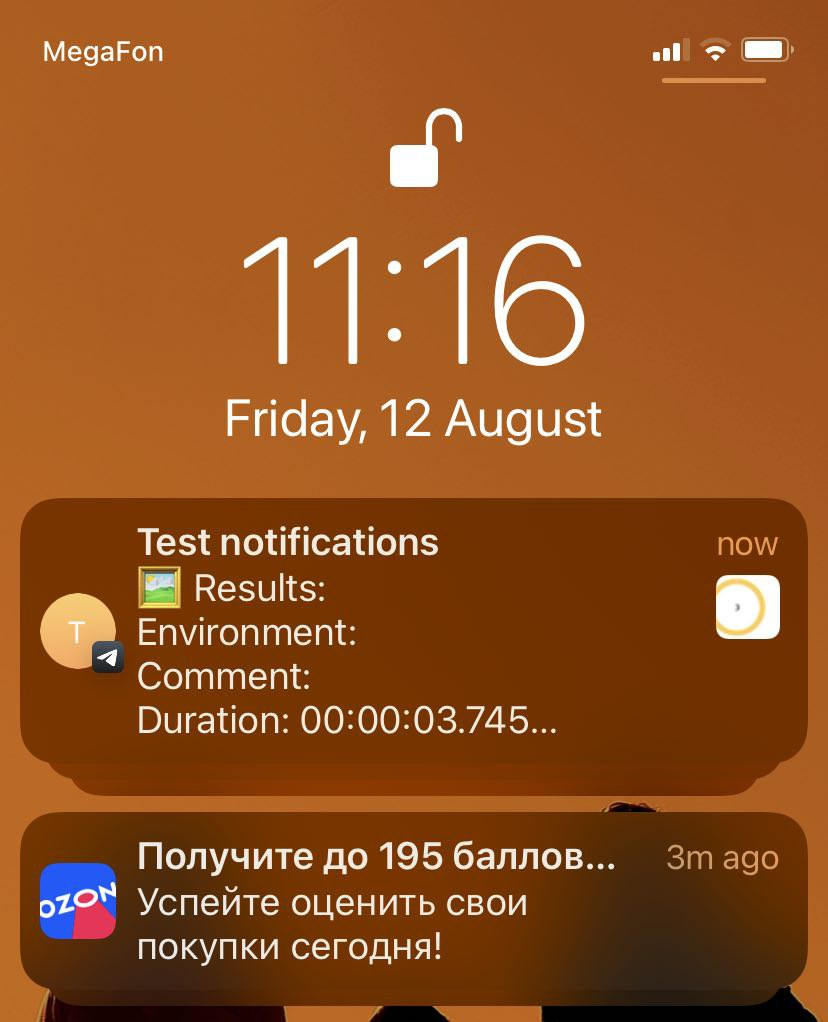 MegaFon
11:16
Friday, 12 August
Test notifications
now
🖼️ Results:
T
Environment:
Comment:
Duration: 00:00:03.745...
Получите до 195 баллов...
3m ago
OZON
Успейте оценить свои
покупки сегодня!